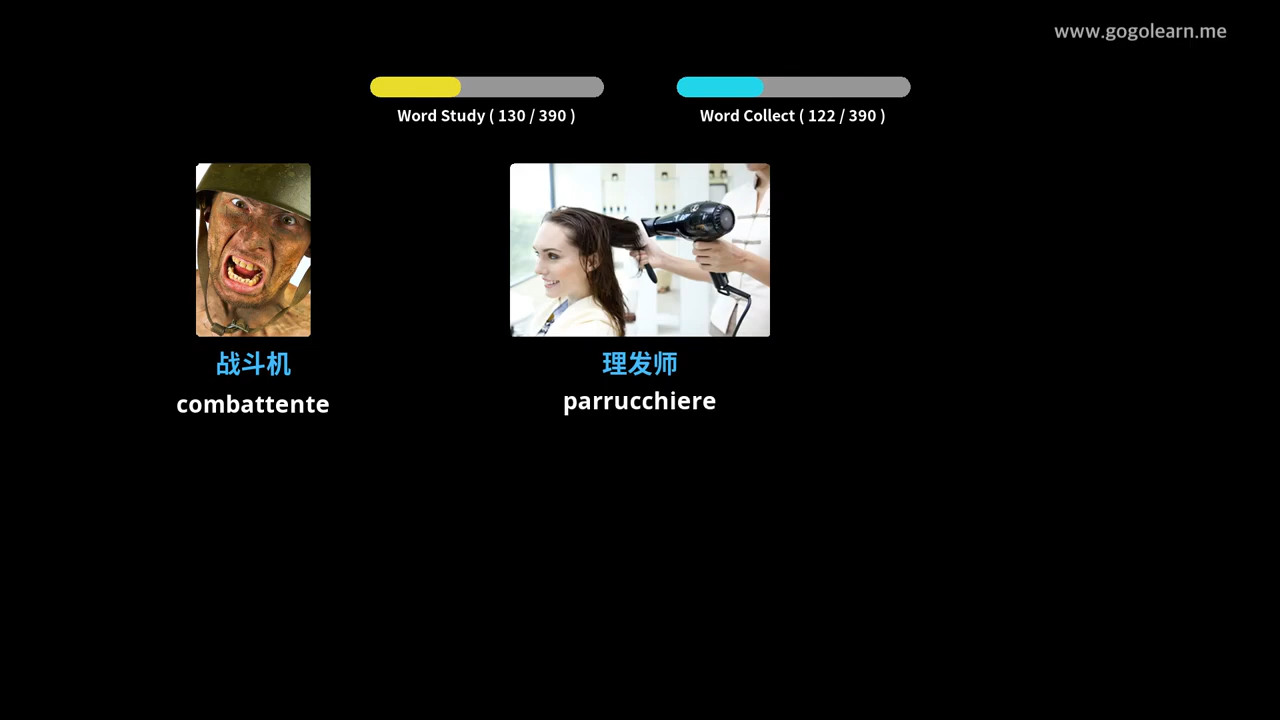 www.gogolearn.me
Word Study ( 130 / 390 )
Word Collect ( 122 / 390 )
战斗机
combattente
理发师
parrucchiere